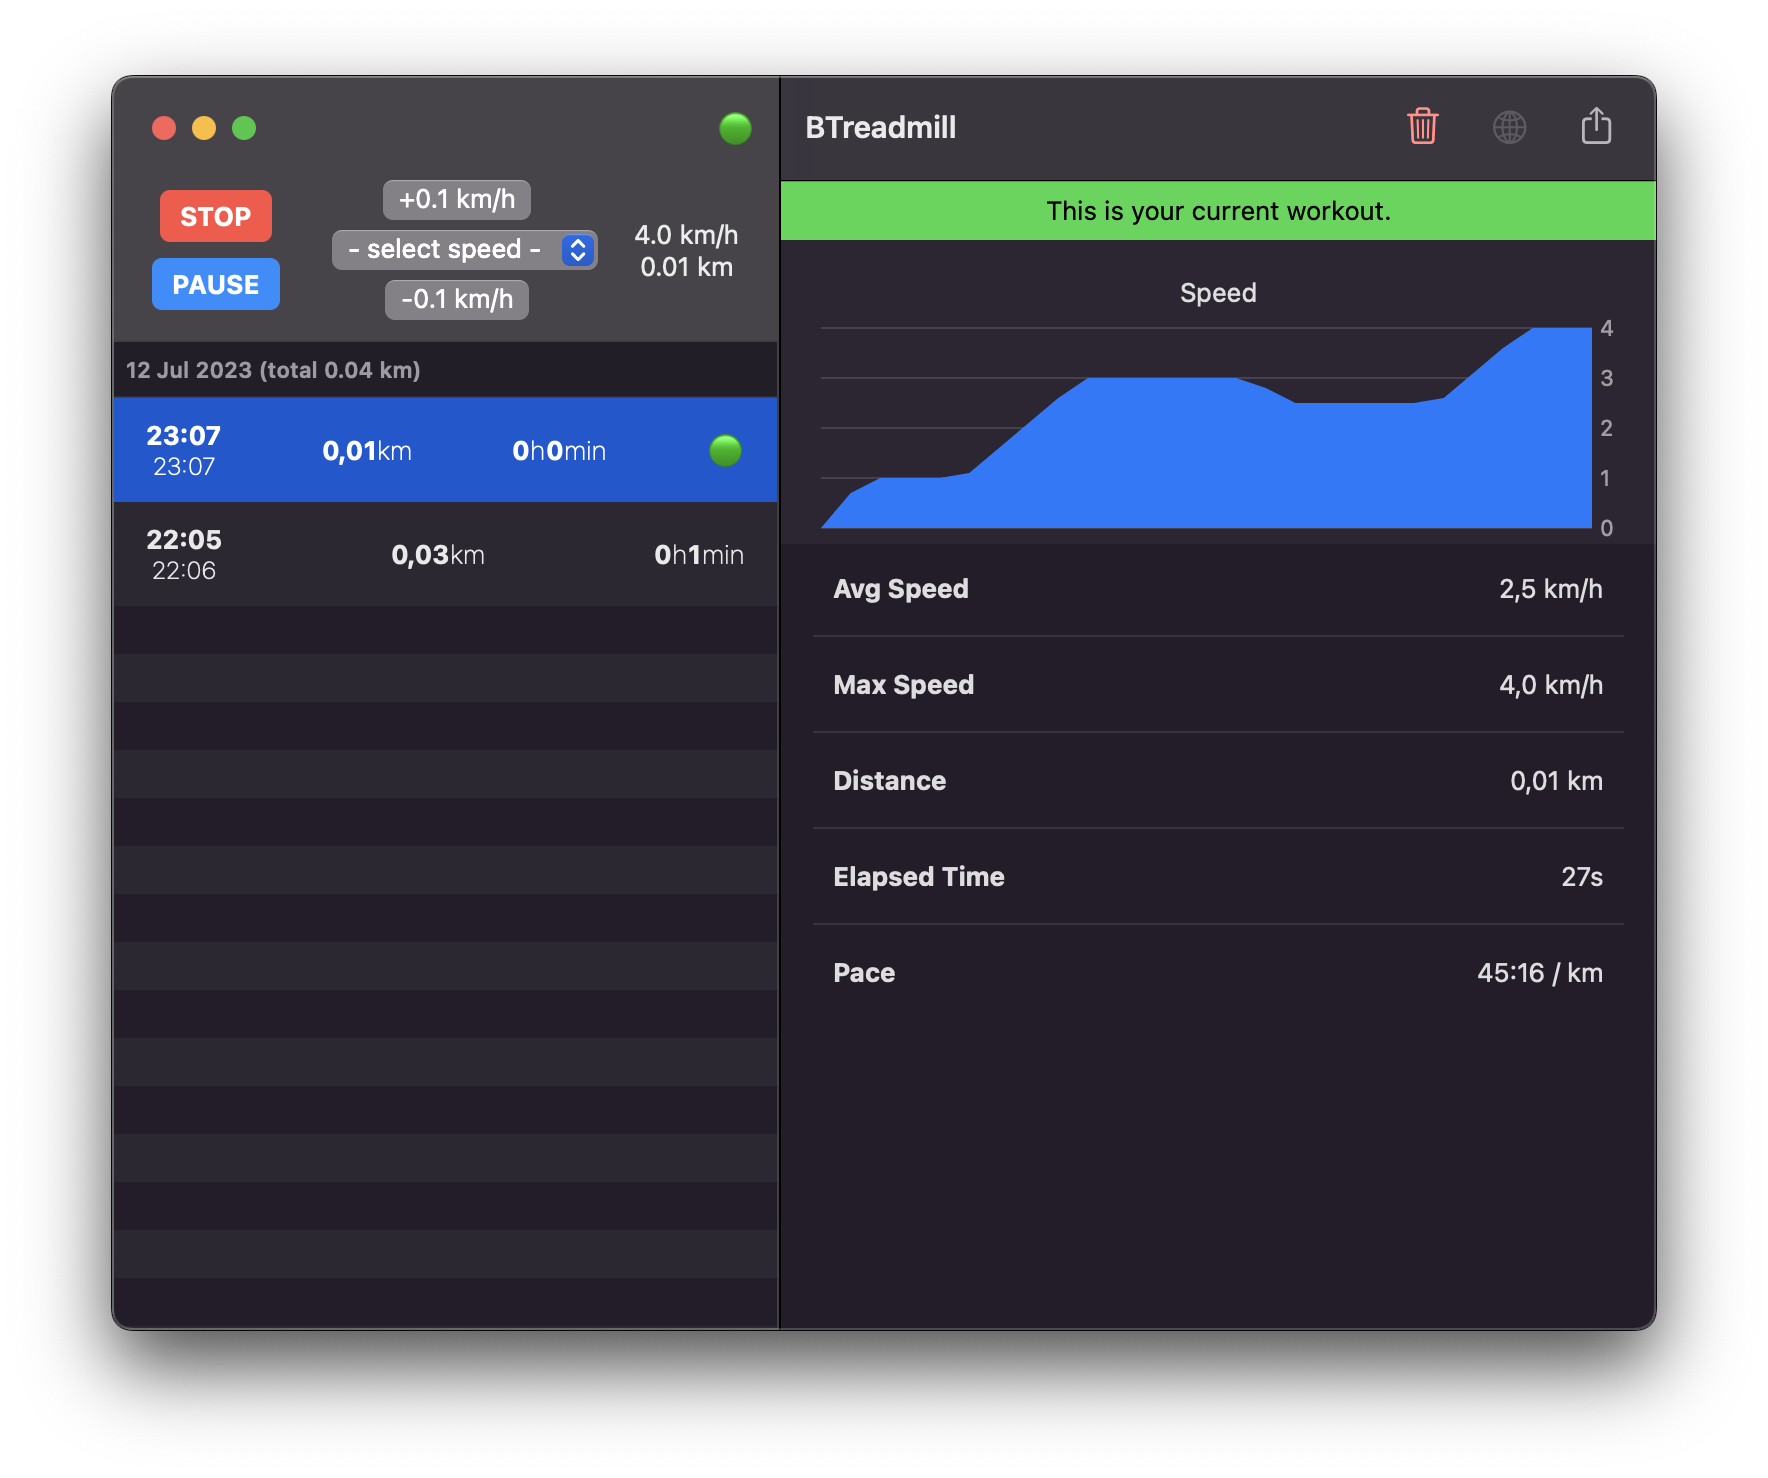 BTreadmill
STOP
PAUSE
+0.1 km/h
- select speed -
-0.1 km/h
4.0 km/h
0.01 km
12 Jul 2023 (total 0.04 km)
23:07
23:07
0,01km
0h0min
22:05
22:06
0,03km
0h1min
This is your current workout.
Speed
4
3
2
1
0
Avg Speed 2,5 km/h
Max Speed 4,0 km/h
Distance 0,01 km
Elapsed Time 27s
Pace 45:16 / km